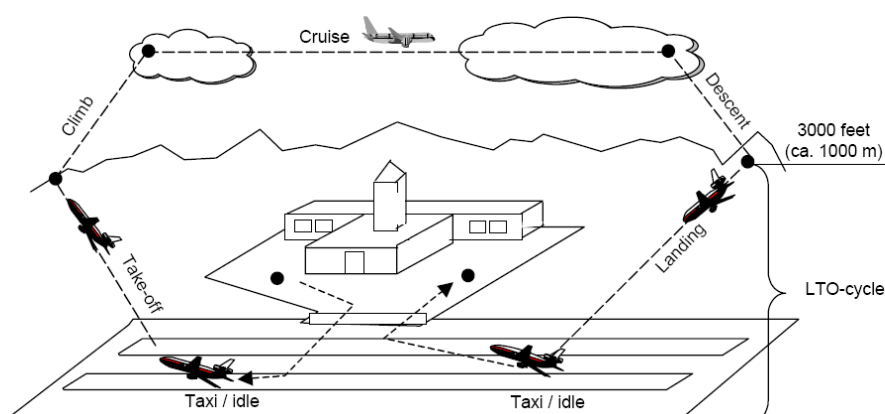 Cruise
Climb
Descent
3000 feet
(ca. 1000 m)
Take-off
Landing
LTO-cycle
Taxi / idle
Taxi / idle